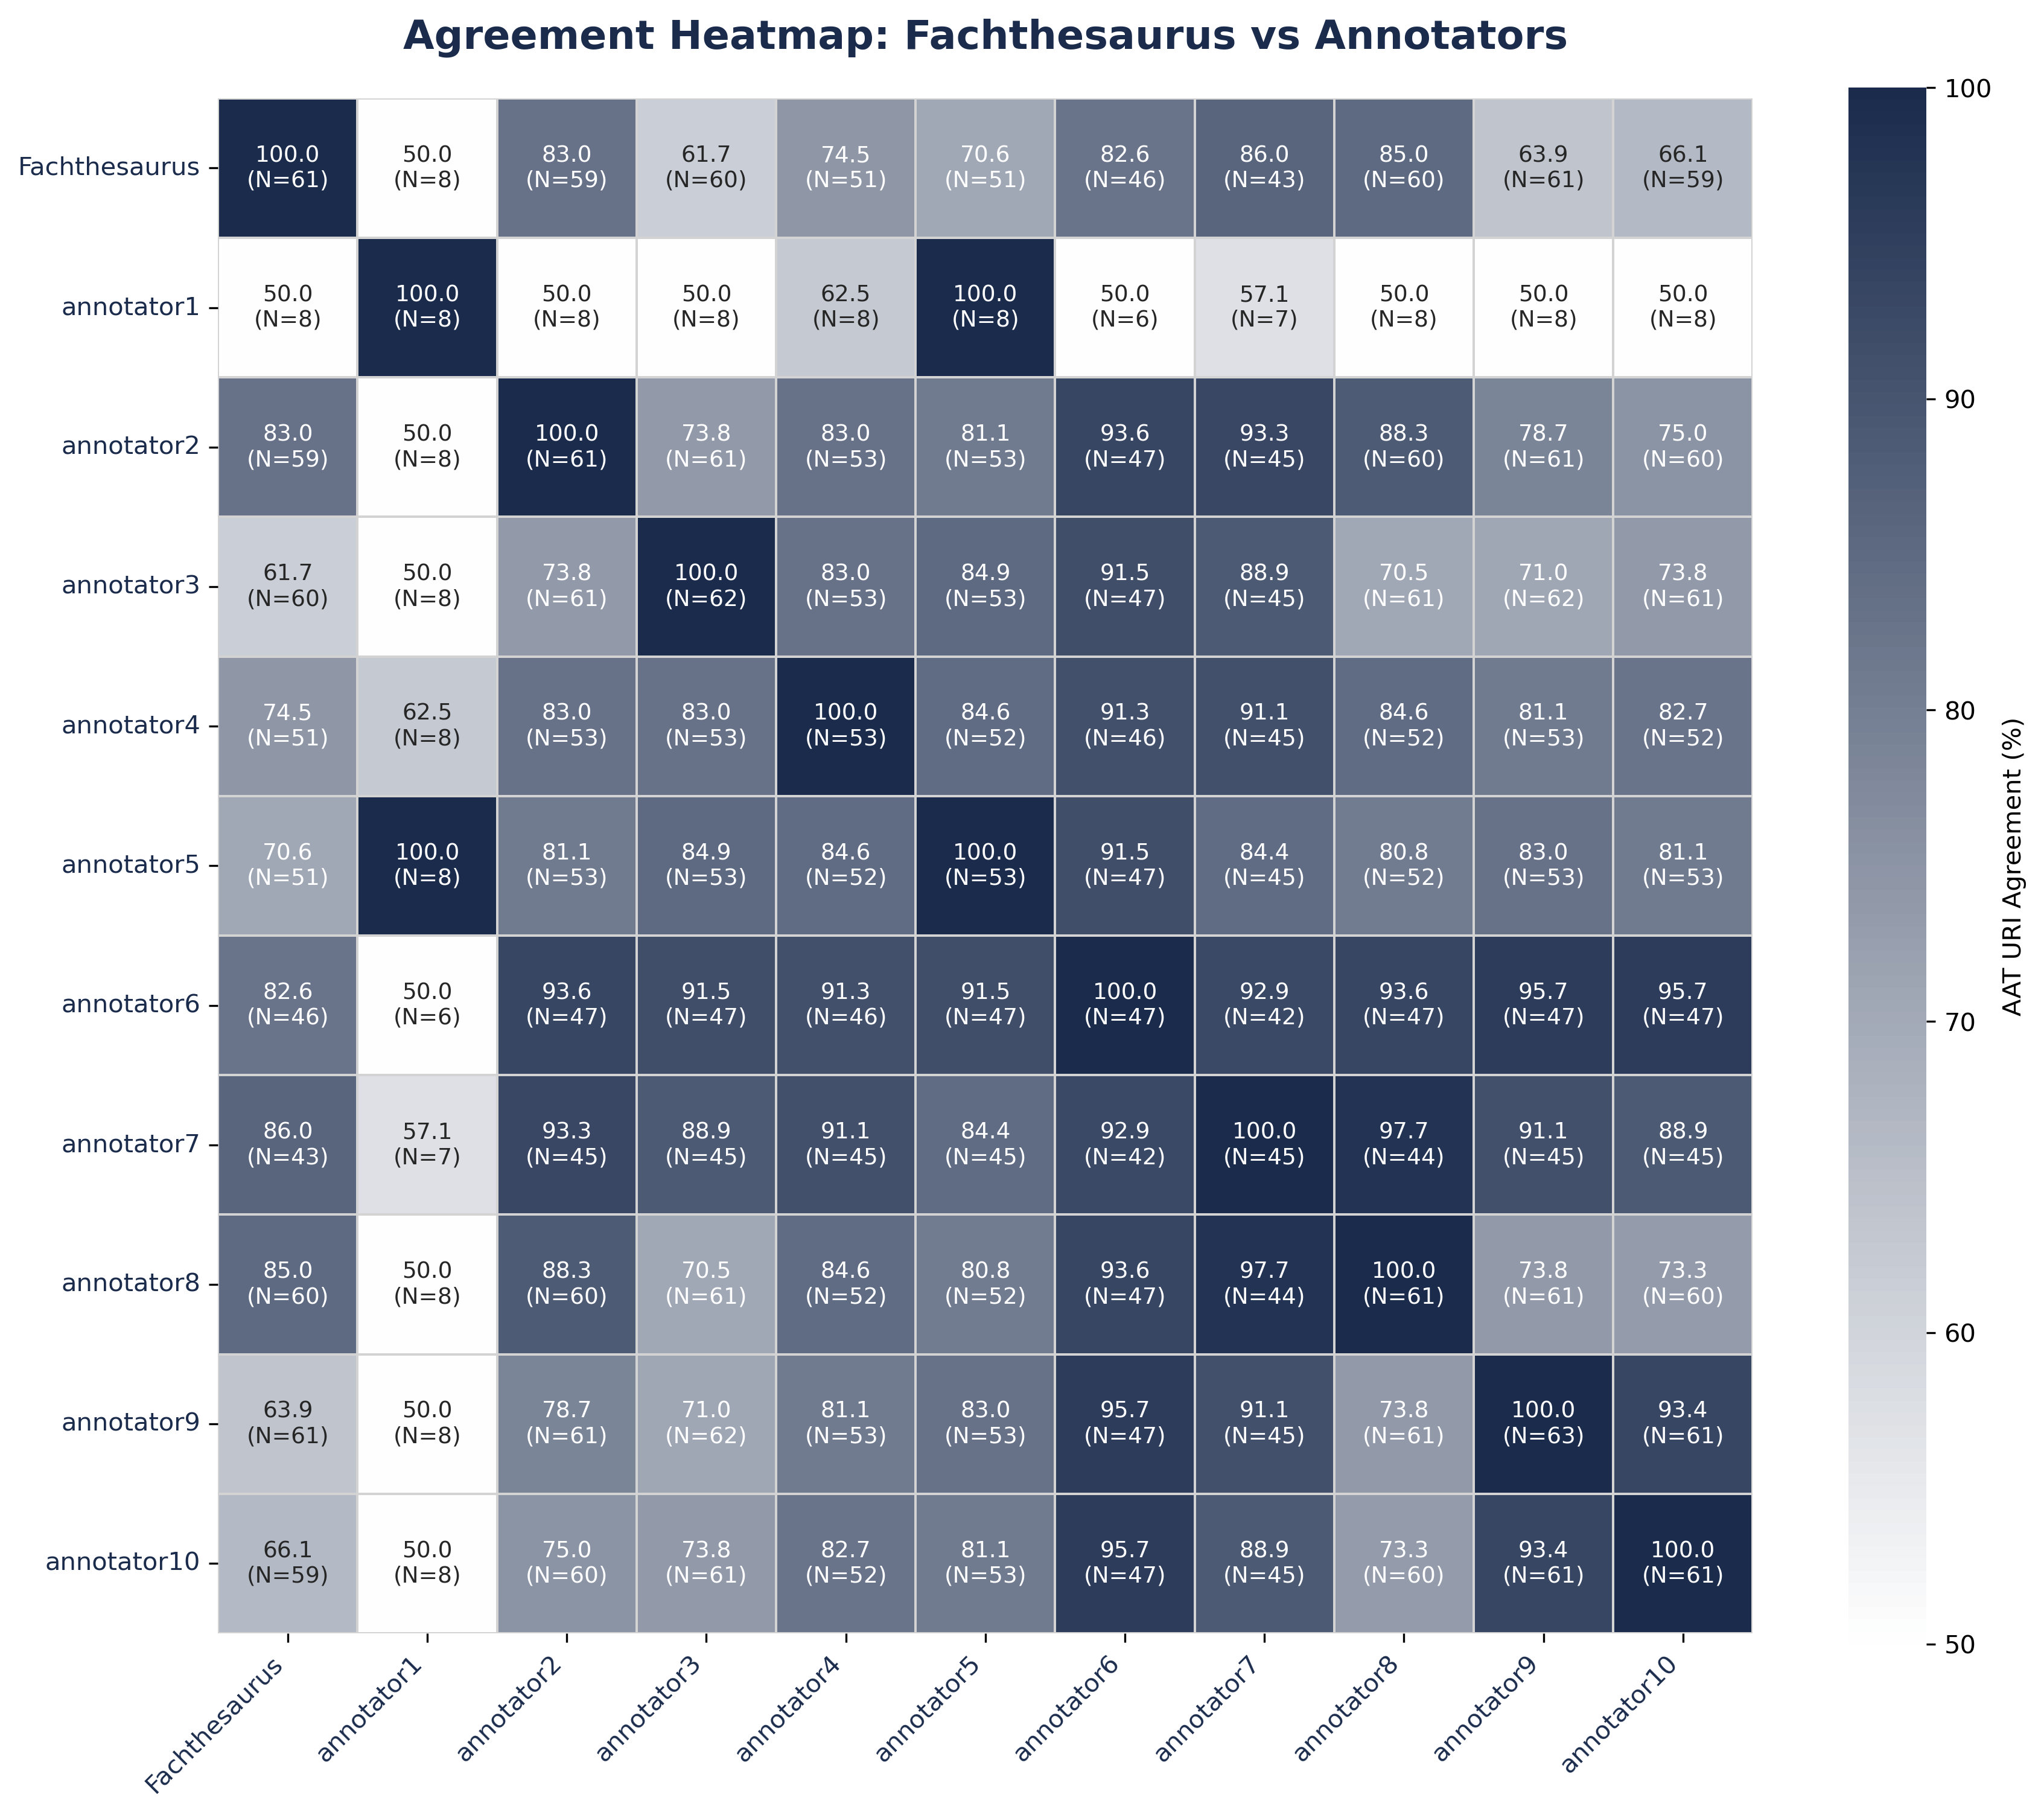 Agreement Heatmap: Fachthesaurus vs Annotators
Fachthesaurus
100.0 50.0 83.0 61.7 74.5 70.6 82.6 86.0 85.0 63.9 66.1
(N=61) (N=8) (N=59) (N=60) (N=51) (N=51) (N=46) (N=43) (N=60) (N=61) (N=59)
annotator1
50.0 100.0 50.0 50.0 62.5 100.0 50.0 57.1 50.0 50.0 50.0
(N=8) (N=8) (N=8) (N=8) (N=8) (N=8) (N=6) (N=7) (N=8) (N=8) (N=8)
annotator2
83.0 50.0 100.0 73.8 83.0 81.1 93.6 93.3 88.3 78.7 75.0
(N=59) (N=8) (N=61) (N=61) (N=53) (N=53) (N=47) (N=45) (N=60) (N=61) (N=60)
annotator3
61.7 50.0 73.8 100.0 83.0 84.9 91.5 88.9 70.5 71.0 73.8
(N=60) (N=8) (N=61) (N=62) (N=53) (N=53) (N=47) (N=45) (N=61) (N=62) (N=61)
annotator4
74.5 62.5 83.0 83.0 100.0 84.6 91.3 91.1 84.6 81.1 82.7
(N=51) (N=8) (N=53) (N=53) (N=53) (N=52) (N=46) (N=45) (N=52) (N=53) (N=52)
annotator5
70.6 100.0 81.1 84.9 84.6 100.0 91.5 84.4 80.8 83.0 81.1
(N=51) (N=8) (N=53) (N=53) (N=52) (N=53) (N=47) (N=45) (N=52) (N=53) (N=53)
annotator6
82.6 50.0 93.6 91.5 91.3 91.5 100.0 92.9 93.6 95.7 95.7
(N=46) (N=6) (N=47) (N=47) (N=46) (N=47) (N=47) (N=42) (N=47) (N=47) (N=47)
annotator7
86.0 57.1 93.3 88.9 91.1 84.4 92.9 100.0 97.7 91.1 88.9
(N=43) (N=7) (N=45) (N=45) (N=45) (N=45) (N=42) (N=45) (N=44) (N=45) (N=45)
annotator8
85.0 50.0 88.3 70.5 84.6 80.8 93.6 97.7 100.0 73.8 73.3
(N=60) (N=8) (N=60) (N=61) (N=52) (N=52) (N=47) (N=44) (N=61) (N=61) (N=60)
annotator9
63.9 50.0 78.7 71.0 81.1 83.0 95.7 91.1 73.8 100.0 93.4
(N=61) (N=8) (N=61) (N=62) (N=53) (N=53) (N=47) (N=45) (N=61) (N=63) (N=61)
annotator10
66.1 50.0 75.0 73.8 82.7 81.1 95.7 88.9 73.3 93.4 100.0
(N=59) (N=8) (N=60) (N=61) (N=52) (N=53) (N=47) (N=45) (N=60) (N=61) (N=61)
Fachthesaurus
annotator1
annotator2
annotator3
annotator4
annotator5
annotator6
annotator7
annotator8
annotator9
annotator10
100
90
80
70
60
50
AAT URI Agreement (%)